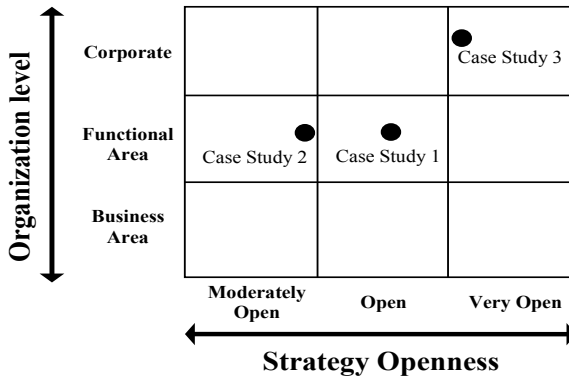 Organization level
Corporate
Case Study 3
Functional
Area
Case Study 2
Case Study 1
Business
Area
Moderately
Open
Open
Very Open
Strategy Openness